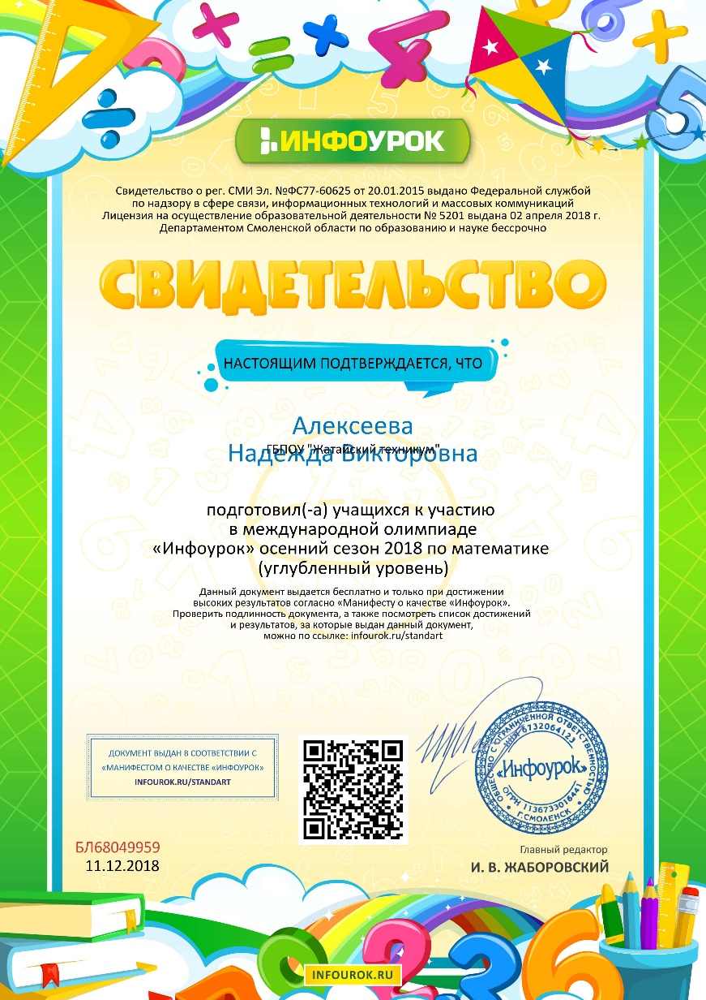 ИНФОУРОК
Свидетельство о рег. СМИ Эл. №ФС77-60625 от 20.01.2015 выдано Федеральной службой
по надзору в сфере связи, информационных технологий и массовых коммуникаций
Лицензия на осуществление образовательной деятельности № 5201 выдана 02 апреля 2018 г.
Департаментом Смоленской области по образованию и науке бессрочно
СВИДЕТЕЛЬСТВО
НАСТОЯЩИМ ПОДТВЕРЖДАЕТСЯ, ЧТО
Алексеева
Надежда Викторовна
ГБПОУ "Жатайский техникум"
подготовил(-а) учащихся к участию
в международной олимпиаде
«Инфоурок» осенний сезон 2018 по математике
(углубленный уровень)
Данный документ выдается бесплатно и только при достижении
высоких результатов согласно «Манифесту о качестве «Инфоурок».
Проверить подлинность документа, а также посмотреть список достижений
и результатов, за которые выдан данный документ,
можно по ссылке: infourok.ru/standart
ДОКУМЕНТ ВЫДАН В СООТВЕТСТВИИ С
«МАНИФЕСТОМ О КАЧЕСТВЕ «ИНФОУРОК»
INFOUROK.RU/STANDART
ОБЩЕСТВО С ОГРАНИЧЕННОЙ ОТВЕТСТВЕННОСТЬЮ
ИНН 6732064123
«Инфоурок»
ОГРН 1136733016441
Г.СМОЛЕНСК
БЛ68049959
11.12.2018
Главный редактор
И. В. ЖАБОРОВСКИЙ
INFOUROK.RU